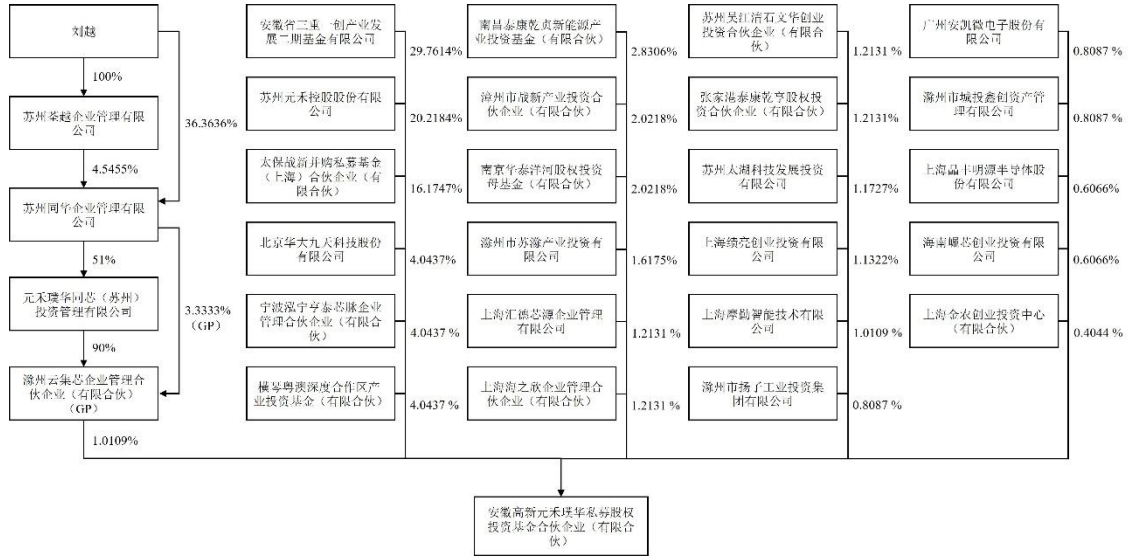 刘越
100%
36.3636%
苏州荃越企业管理有限
公司
4.5455%
苏州同华企业管理有限
公司
51%
3.3333%
（GP）
元禾璞华同芯（苏州）
投资管理有限公司
90%
滁州云集芯企业管理合
伙企业（有限合伙）
（GP）
1.0109%
安徽省三重一创产业发
展二期基金有限公司
29.7614%
苏州元禾控股股份有限
公司
20.2184%
太保战新并购私募基金
（上海）合伙企业（有
限合伙）
16.1747%
北京华大九天科技股份
有限公司
4.0437%
宁波泓宁亨泰芯脉企业
管理合伙企业（有限合伙）
4.0437 %
横琴粤澳深度合作区产
业投资基金（有限合伙）
4.0437 %
南昌泰康乾贞新能源产
业投资基金（有限合伙）
2.8306%
漳州市战新产业投资合
伙企业（有限合伙）
2.0218%
南京华泰洋河股权投资
母基金（有限合伙）
2.0218%
滁州市苏滁产业投资有
限公司
1.6175%
上海汇德芯源企业管理
有限公司
1.2131%
上海海之欣企业管理合
伙企业（有限合伙）
1.2131 %
苏州吴江清石文华创业
投资合伙企业（有限合
伙）
1.2131 %
张家港泰康乾亨股权投
资合伙企业（有限合伙）
1.2131%
苏州太湖科技发展投资
有限公司
1.1727%
上海绩亮创业投资有限
公司
1.1322%
上海摩勤智能技术有限
公司
1.0109 %
滁州市扬子工业投资集
团有限公司
0.8087%
广州安凯微电子股份有
限公司
0.8087 %
滁州市城投鑫创资产管
理有限公司
0.8087%
上海晶丰明源半导体股
份有限公司
0.6066%
海南崛芯创业投资有限
公司
0.6066%
上海金农创业投资中心
（有限合伙）
0.4044 %
安徽高新元禾璞华私募股权
投资基金合伙企业（有限合
伙）